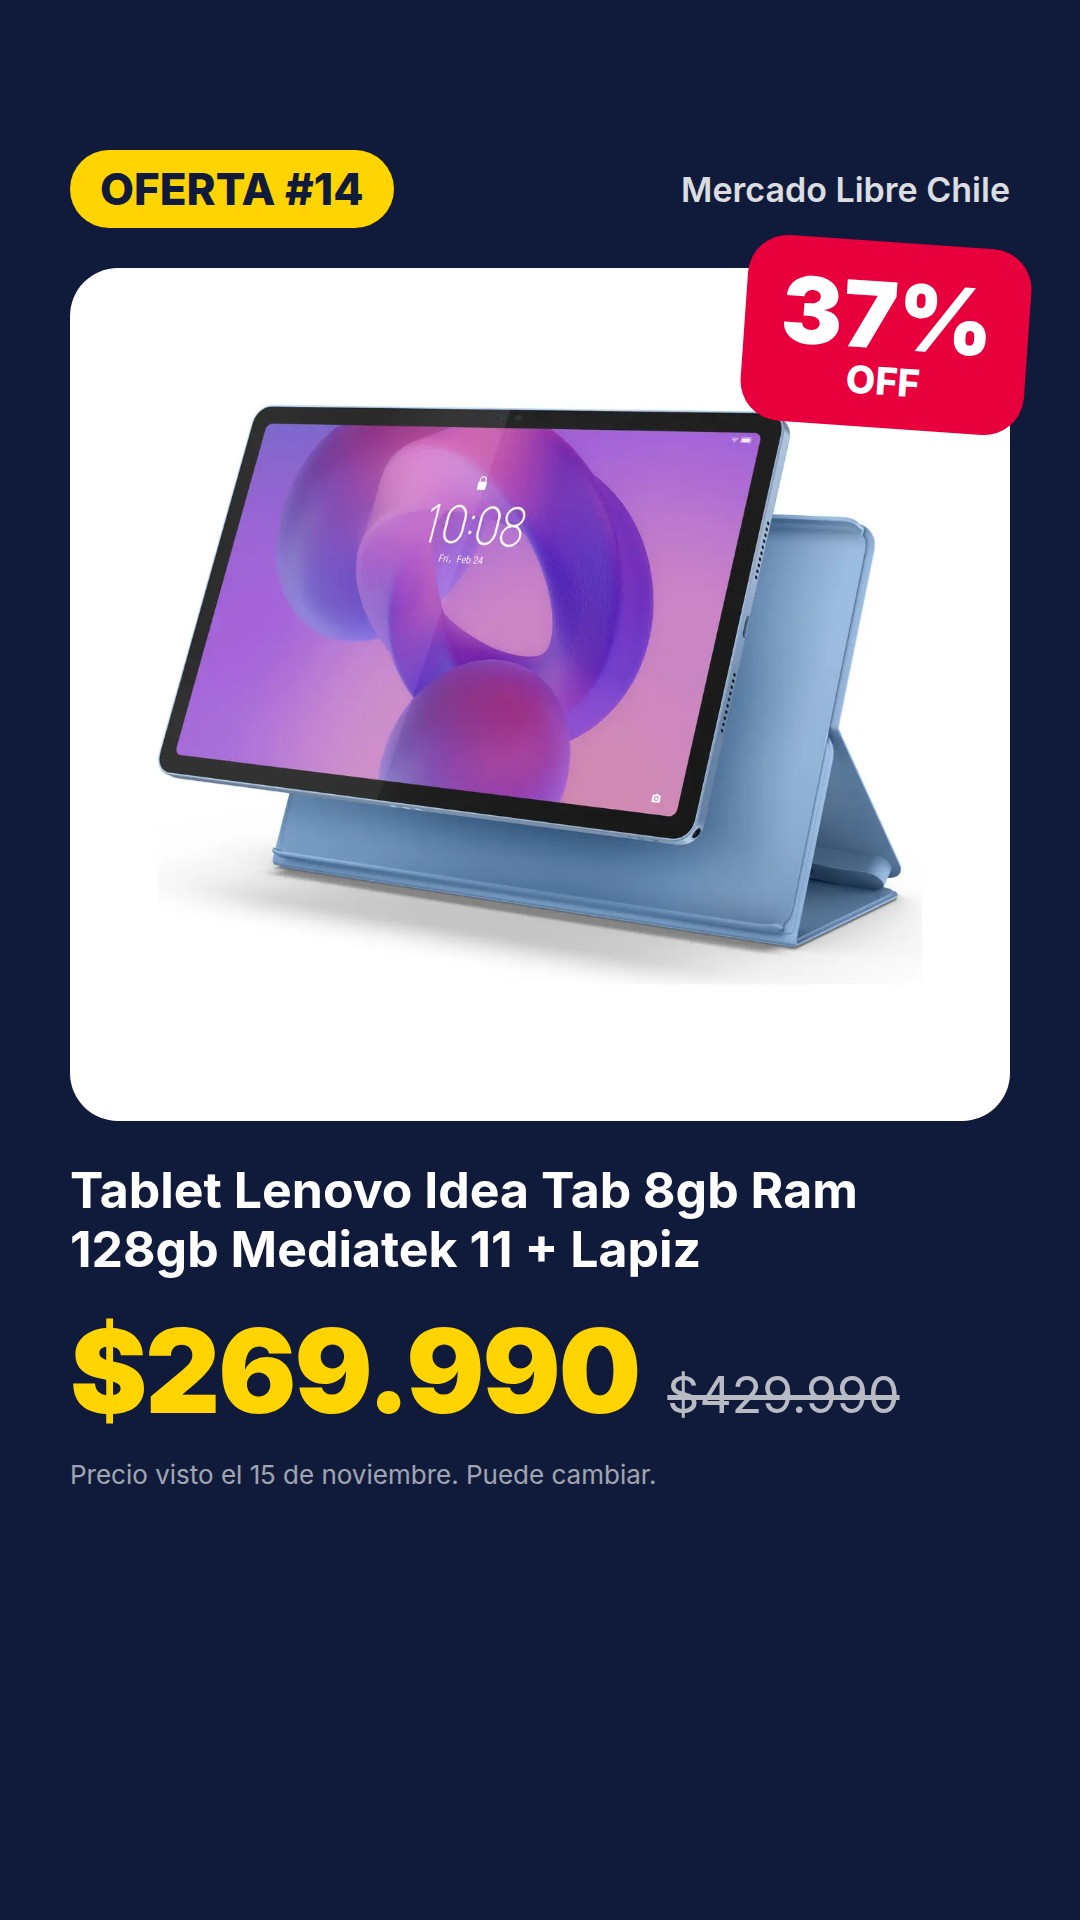 OFERTA #14
Mercado Libre Chile
37%
OFF
10:08
Fri, Feb 24
Tablet Lenovo Idea Tab 8gb Ram
128gb Mediatek 11 + Lapiz
$269.990 $429.990
Precio visto el 15 de noviembre. Puede cambiar.